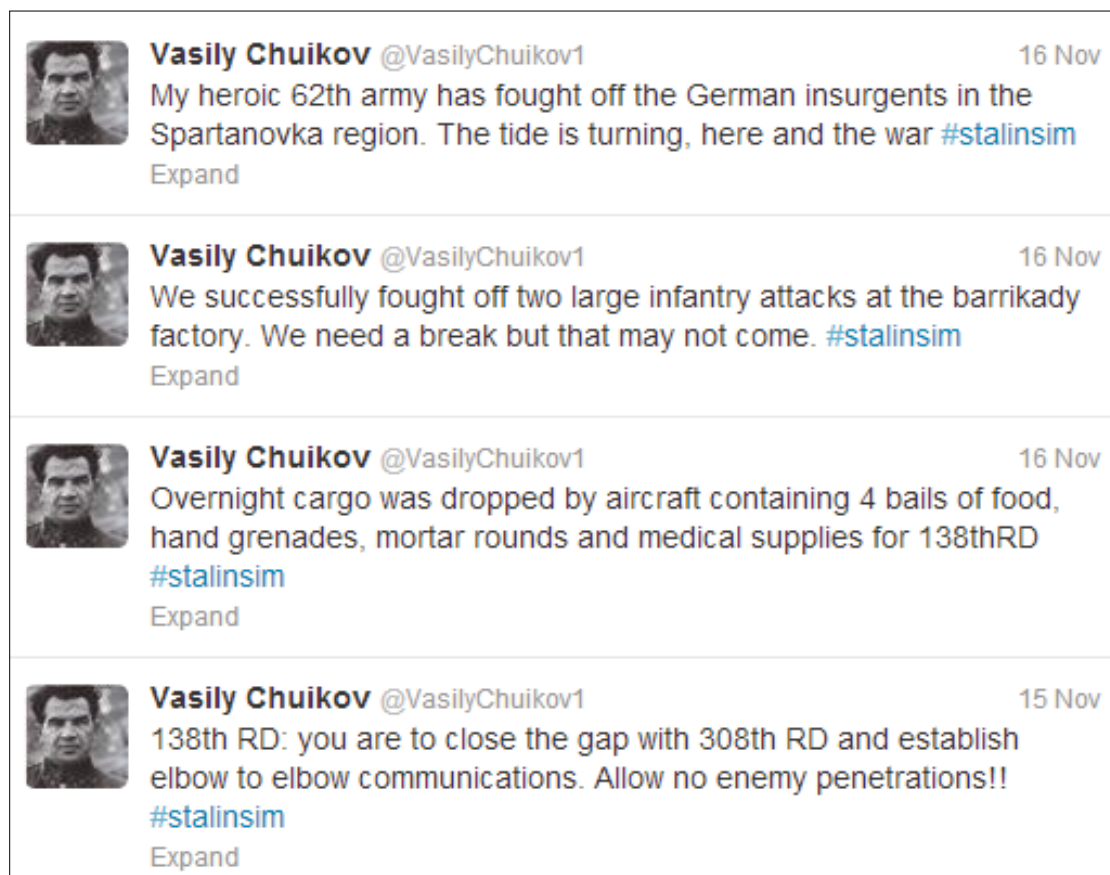 Vasily Chuikov @VasilyChuikov1 16 Nov
My heroic 62th army has fought off the German insurgents in the
Spartanovka region. The tide is turning, here and the war #stalinsim
Expand
Vasily Chuikov @VasilyChuikov1 16 Nov
We successfully fought off two large infantry attacks at the barrikady
factory. We need a break but that may not come. #stalinsim
Expand
Vasily Chuikov @VasilyChuikov1 16 Nov
Overnight cargo was dropped by aircraft containing 4 bails of food,
hand grenades, mortar rounds and medical supplies for 138thRD
#stalinsim
Expand
Vasily Chuikov @VasilyChuikov1 15 Nov
138th RD: you are to close the gap with 308th RD and establish
elbow to elbow communications. Allow no enemy penetrations!!
#stalinsim
Expand